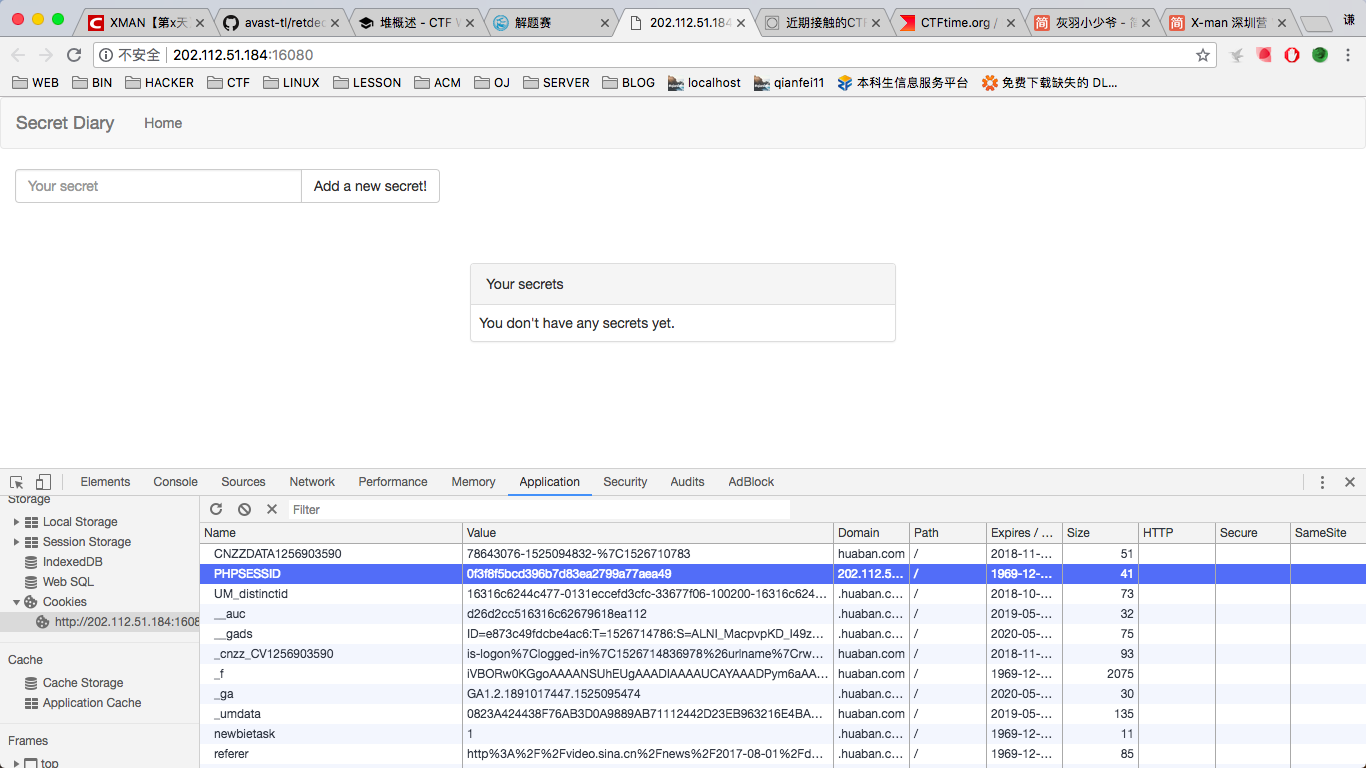 XMAN【第x天 avast-tl/retdec 堆概述 - CTF W 解题赛 202.112.51.184 近期接触的CTF CTFtime.org / 灰羽小少爷 - 简 X-man 深圳营 谦
不安全 202.112.51.184:16080
WEB BIN HACKER CTF LINUX LESSON ACM OJ SERVER BLOG localhost qianfei11 本科生信息服务平台 免费下载缺失的 DL...
Secret Diary Home
Your secret Add a new secret!
Your secrets
You don't have any secrets yet.
Elements Console Sources Network Performance Memory Application Security Audits AdBlock
Storage Filter
Local Storage
Session Storage
IndexedDB
Web SQL
Cookies
http://202.112.51.184:1608
Cache
Cache Storage
Application Cache
Frames
top
Name Value Domain Path Expires / ... Size HTTP Secure SameSite
CNZZDATA1256903590 78643076-1525094832-%7C1526710783 huaban.com / 2018-11-... 51
PHPSESSID 0f3f8f5bcd396b7d83ea2799a77aea49 202.112.5... / 1969-12-... 41
UM_distinctid 16316c6244c477-0131eccefd3cfc-33677f06-100200-16316c624... .huaban.c... / 2018-10-... 73
__auc d26d2cc516316c62679618ea112 .huaban.c... / 2019-05-... 32
__gads ID=e873c49fdcbe4ac6:T=1526714786:S=ALNI_MacpvpKD_I49z... .huaban.c... / 2020-05-... 75
_cnzz_CV1256903590 is-logon%7Clogged-in%7C1526714836978%26urlname%7Crw... huaban.com / 2018-11-... 93
_f iVBORw0KGgoAAAANSUhEUgAAADIAAAAUCAYAAADPym6aAA... .huaban.c... / 1969-12-... 2075
_ga GA1.2.1891017447.1525095474 .huaban.c... / 2020-05-... 30
_umdata 0823A424438F76AB3D0A9889AB71112442D23EB963216E4BA... huaban.com / 2019-05-... 135
newbietask 1 .huaban.c... / 1969-12-... 11
referer http%3A%2F%2Fvideo.sina.cn%2Fnews%2F2017-08-01%2Fd... .huaban.c... / 1969-12-... 85